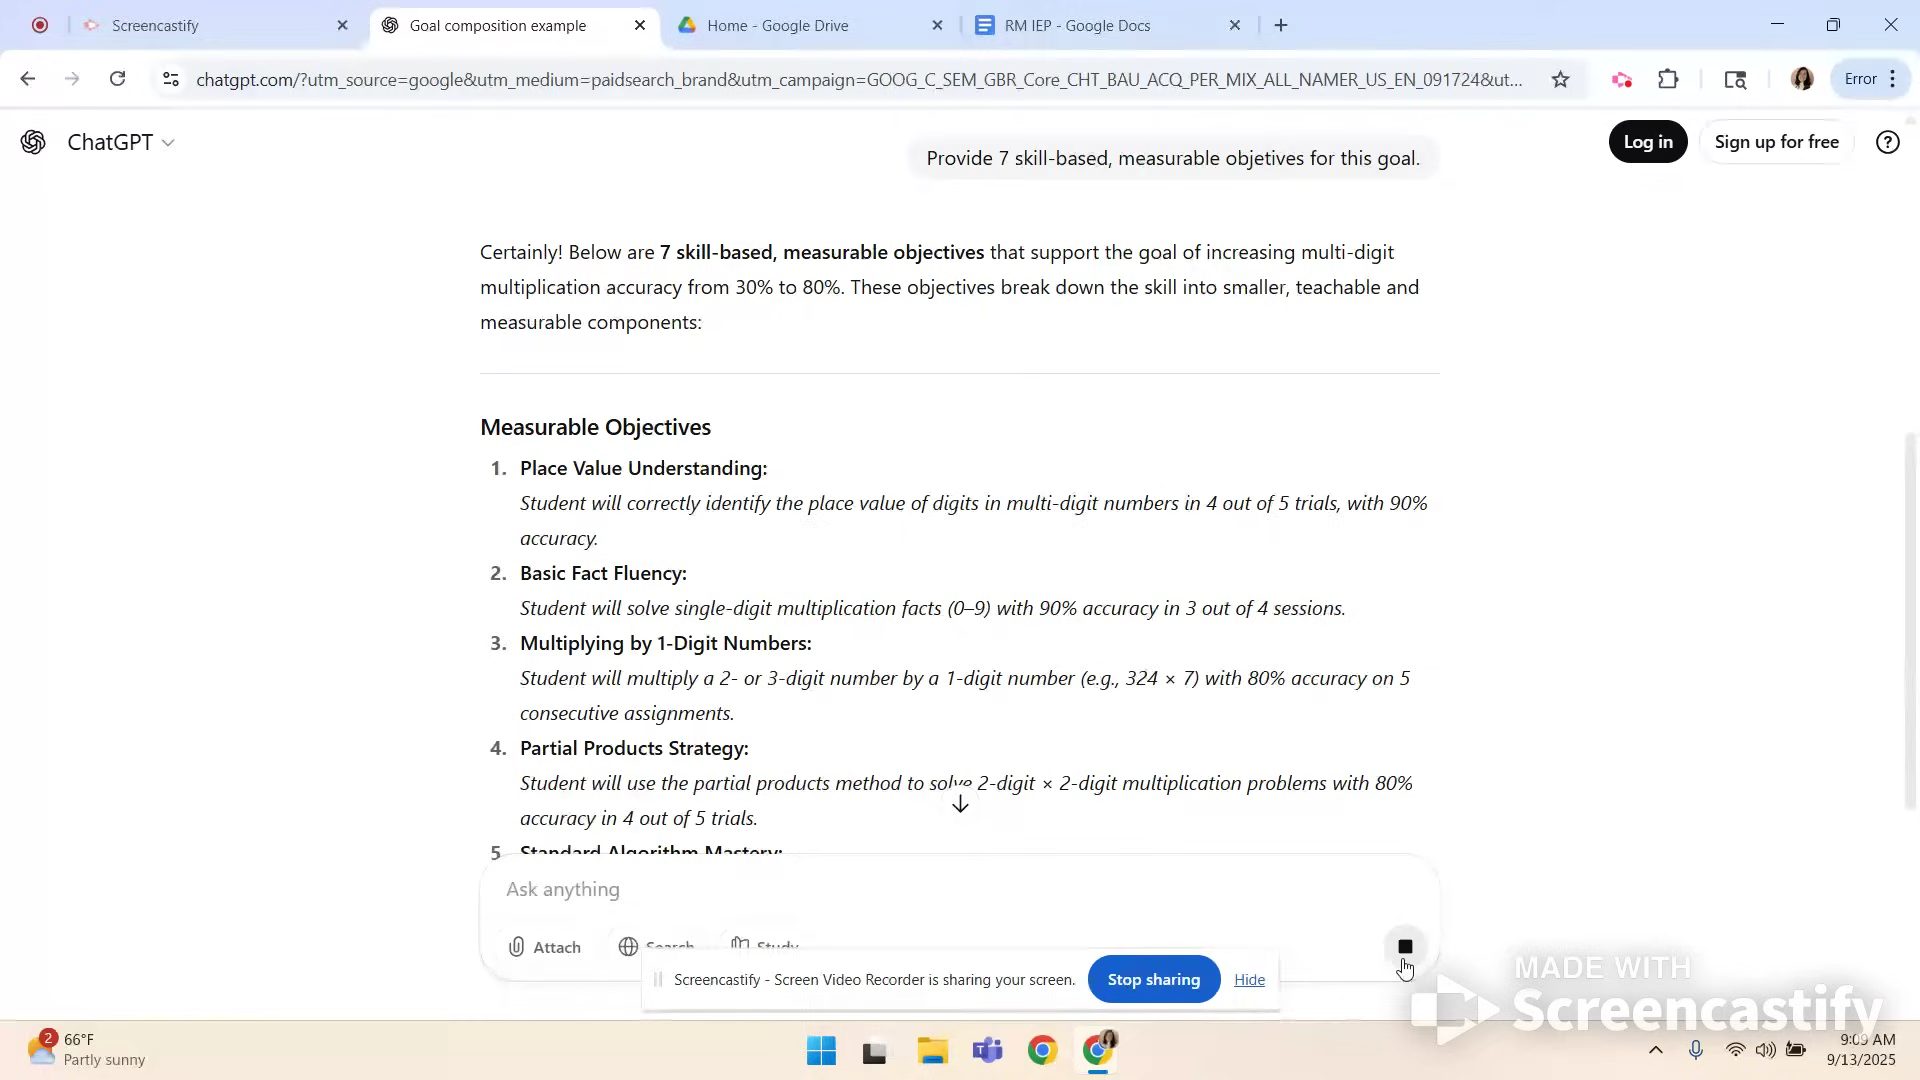 Screencastify
Goal composition example
Home - Google Drive
RM IEP - Google Docs
chatgpt.com/?utm_source=google&utm_medium=paidsearch_brand&utm_campaign=GOOG_C_SEM_GBR_Core_CHT_BAU_ACQ_PER_MIX_ALL_NAMER_US_EN_091724&ut...
Error
ChatGPT
Log in
Sign up for free
Provide 7 skill-based, measurable objetives for this goal.
Certainly! Below are 7 skill-based, measurable objectives that support the goal of increasing multi-digit
multiplication accuracy from 30% to 80%. These objectives break down the skill into smaller, teachable and
measurable components:
Measurable Objectives
1. Place Value Understanding:
Student will correctly identify the place value of digits in multi-digit numbers in 4 out of 5 trials, with 90%
accuracy.
2. Basic Fact Fluency:
Student will solve single-digit multiplication facts (0–9) with 90% accuracy in 3 out of 4 sessions.
3. Multiplying by 1-Digit Numbers:
Student will multiply a 2- or 3-digit number by a 1-digit number (e.g., 324 × 7) with 80% accuracy on 5
consecutive assignments.
4. Partial Products Strategy:
Student will use the partial products method to solve 2-digit × 2-digit multiplication problems with 80%
accuracy in 4 out of 5 trials.
5 Standard Algorithm Mastery:
Ask anything
Attach
Search
Study
Screencastify - Screen Video Recorder is sharing your screen.
Stop sharing
Hide
MADE WITH
Screencastify
2
66°F
Partly sunny
9:09 AM
9/13/2025